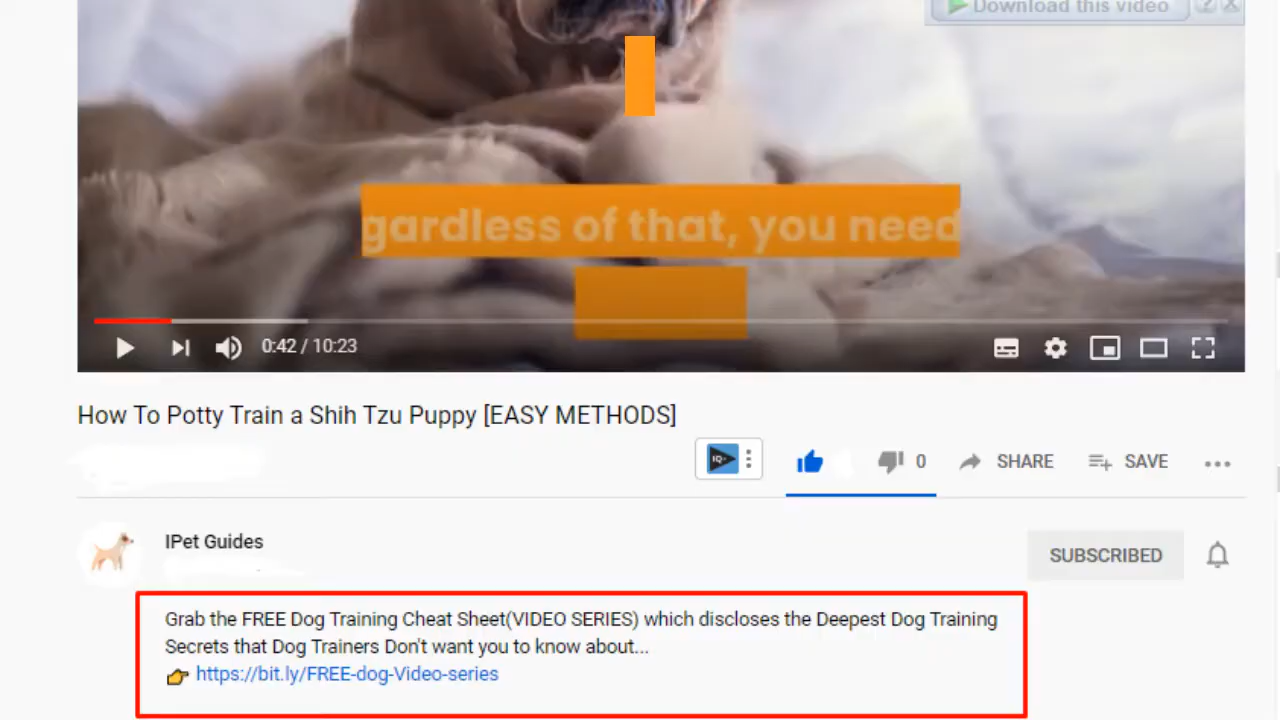 Download this video
gardless of that, you need
0:42 / 10:23
How To Potty Train a Shih Tzu Puppy [EASY METHODS]
IQ
0
SHARE
SAVE
IPet Guides
SUBSCRIBED
Grab the FREE Dog Training Cheat Sheet(VIDEO SERIES) which discloses the Deepest Dog Training
Secrets that Dog Trainers Don't want you to know about...
https://bit.ly/FREE-dog-Video-series